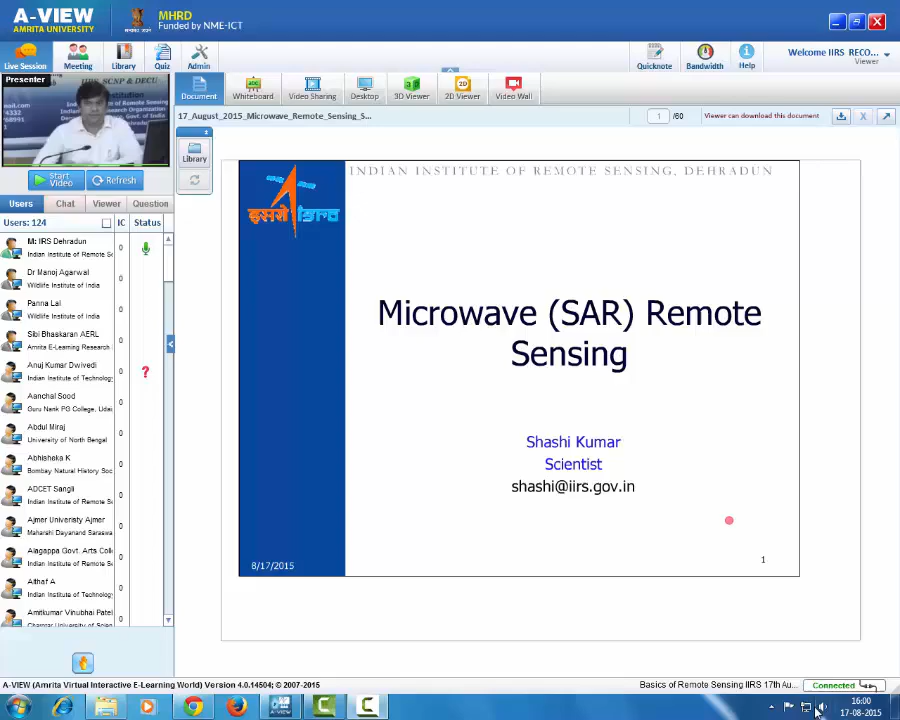 A-VIEW
AMRITA UNIVERSITY
MHRD
Funded by NME-ICT
Live Session
Meeting
Library
Quiz
Admin
Quicknote
Bandwidth
Help
Welcome IIRS_RECO...
Viewer
Presenter
Document
Whiteboard
Video Sharing
Desktop
3D Viewer
2D Viewer
Video Wall
17_August_2015_Microwave_Remote_Sensing_S...
1 /60
Viewer can download this document
Library
Start Video
Refresh
Users
Chat
Viewer
Question
Users: 124
IC
Status
M: IIRS Dehradun
Indian Institute of Remote Se
0
Dr Manoj Agarwal
Wildlife Institute of India
0
Panna Lal
Wildlife Institute of India
0
Sibi Bhaskaran AERL
Amrita E-Learning Research
0
Anuj Kumar Dwivedi
Indian Institute of Technology
0
?
Aanchal Sood
Guru Nank PG College, Udai
0
Abdul Miraj
University of North Bengal
0
Abhisheka K
Bombay Natural History Soc
0
ADCET Sangli
Indian Institute of Remote Se
0
Ajmer Univeristy Ajmer
Maharshi Dayanand Saraswa
0
Alagappa Govt. Arts Coll
Indian Institute of Remote Se
0
Althaf A
Indian Institute of Technology
0
Amitkumar Vinubhai Patel
0
INDIAN INSTITUTE OF REMOTE SENSING, DEHRADUN
इसरो isro
Microwave (SAR) Remote
Sensing
Shashi Kumar
Scientist
shashi@iirs.gov.in
8/17/2015
1
A-VIEW (Amrita Virtual Interactive E-Learning World) Version 4.0.14504; © 2007-2015
Basics of Remote Sensing IIRS 17th Au...
Connected
16:00
17-08-2015